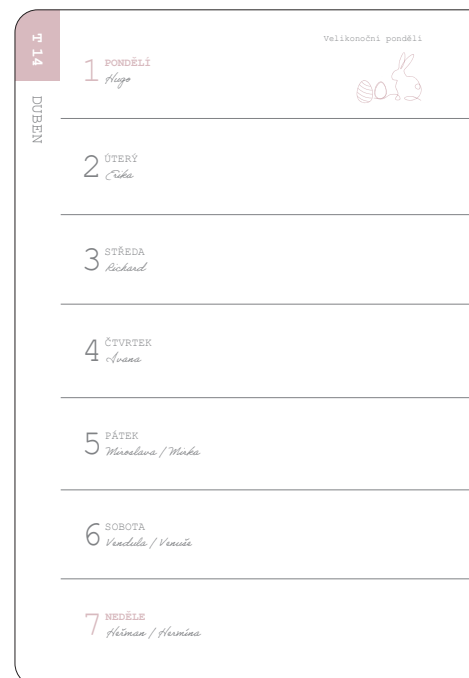 T 14
DUBEN
Velikonoční pondělí
1 PONDĚLÍ
Hugo
2 ÚTERÝ
Erika
3 STŘEDA
Richard
4 ČTVRTEK
Ivana
5 PÁTEK
Miroslava / Mirka
6 SOBOTA
Vendula / Venuše
7 NEDĚLE
Heřman / Hermína